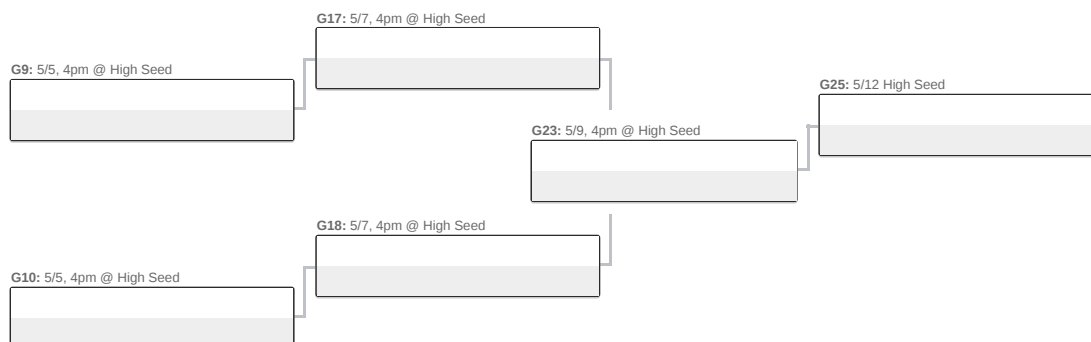 G17: 5/7, 4pm @ High Seed
G9: 5/5, 4pm @ High Seed
G25: 5/12 High Seed
G23: 5/9, 4pm @ High Seed
G18: 5/7, 4pm @ High Seed
G10: 5/5, 4pm @ High Seed